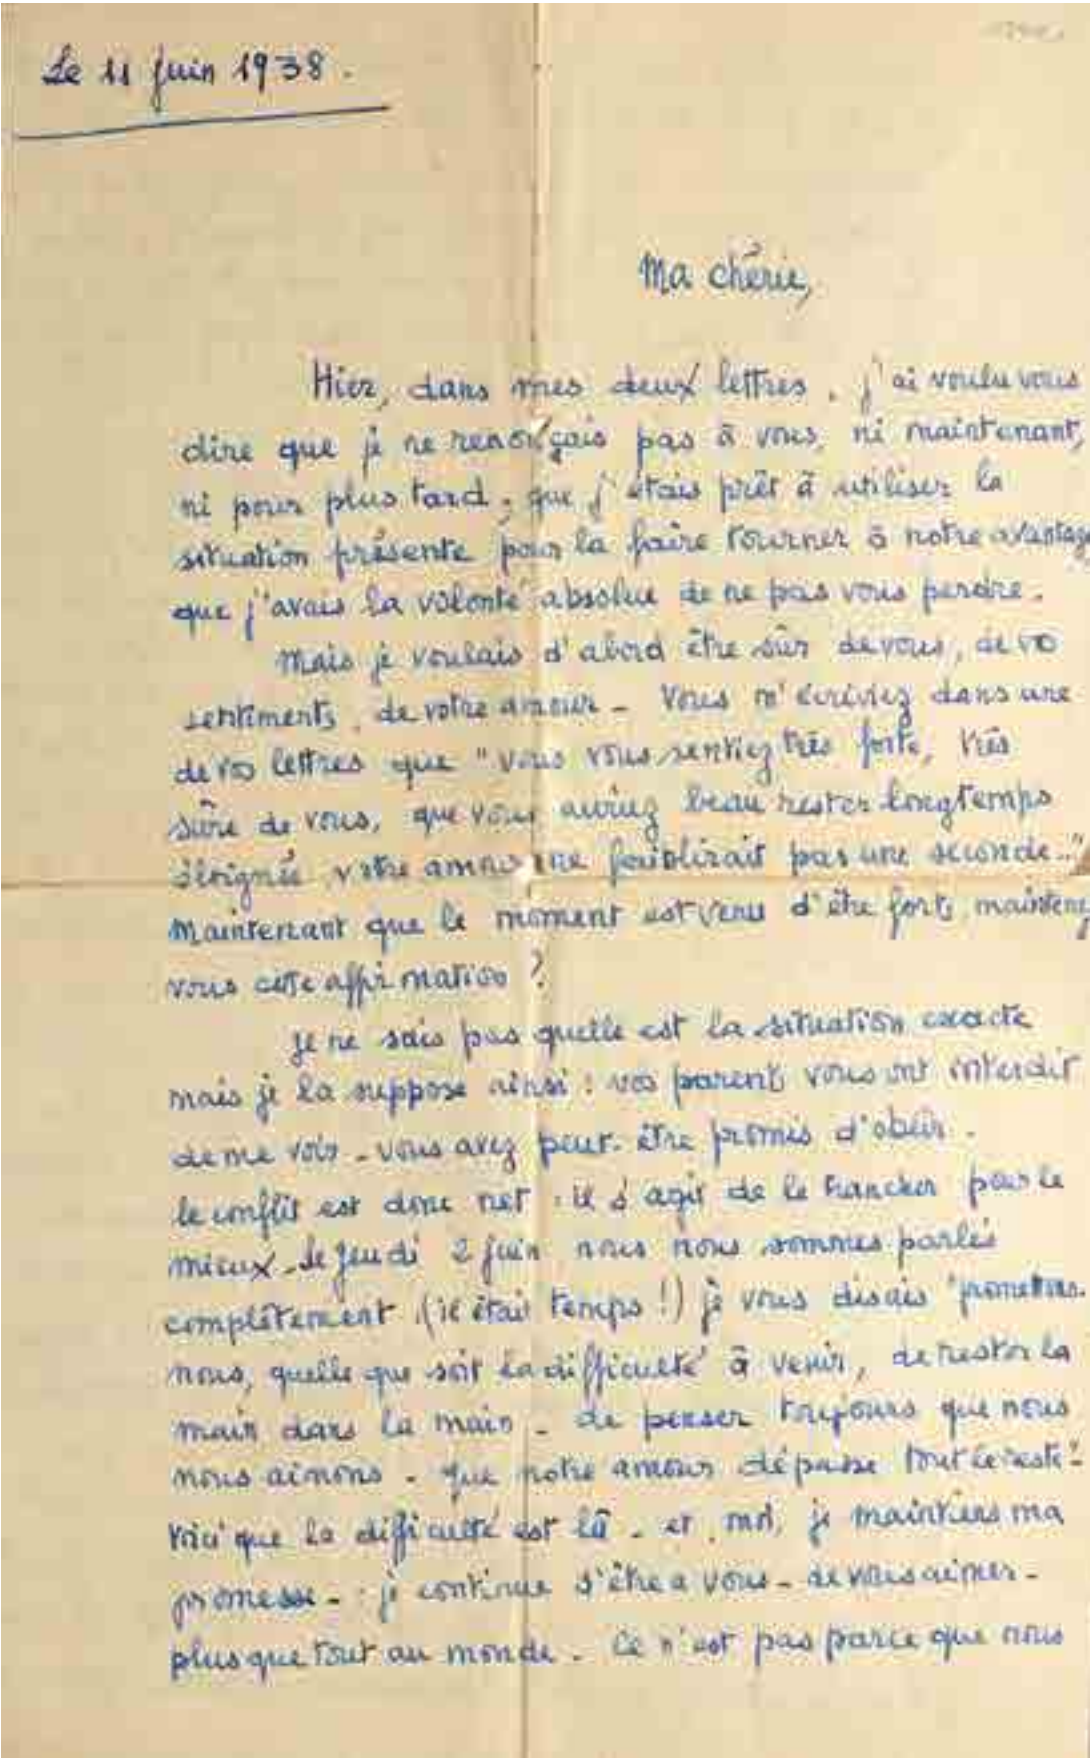 Le 11 juin 1938.
Ma chérie,
Hier, dans mes deux lettres, j'ai voulu vous
dire que je ne renonçais pas à vous, ni maintenant,
ni pour plus tard, que j'étais prêt à utiliser la
situation présente pour la faire tourner à notre avantage
que j'avais la volonté absolue de ne pas vous perdre.
Mais je voulais d'abord être sûr de vous, de vos
sentiments, de votre amour - Vous m'écriviez dans une
de vos lettres que "vous vous sentiez très forte, très
sûre de vous, que vous auriez beau rester longtemps
éloignée, votre amour ne faiblirait pas une seconde..."
Maintenant que le moment est venu d'être forts, maintenez
vous cette affirmation ?
Je ne sais pas quelle est la situation exacte
mais je la suppose ainsi : vos parents vous ont interdit
de me voir - vous avez peut-être promis d'obéir -
le conflit est donc net : il s'agit de le trancher pour le
mieux - Le jeudi 2 juin nous nous sommes parlés
complètement, (il était temps !) je vous disais "promettons-
nous, quelle que soit la difficulté à venir, de rester la
main dans la main - de penser toujours que nous
nous aimons - que notre amour dépasse tout le reste" -
Voici que la difficulté est là - et, moi, je maintiens ma
promesse - : je continue d'être à vous - de vous aimer -
plus que tout au monde. Ce n'est pas parce que nous